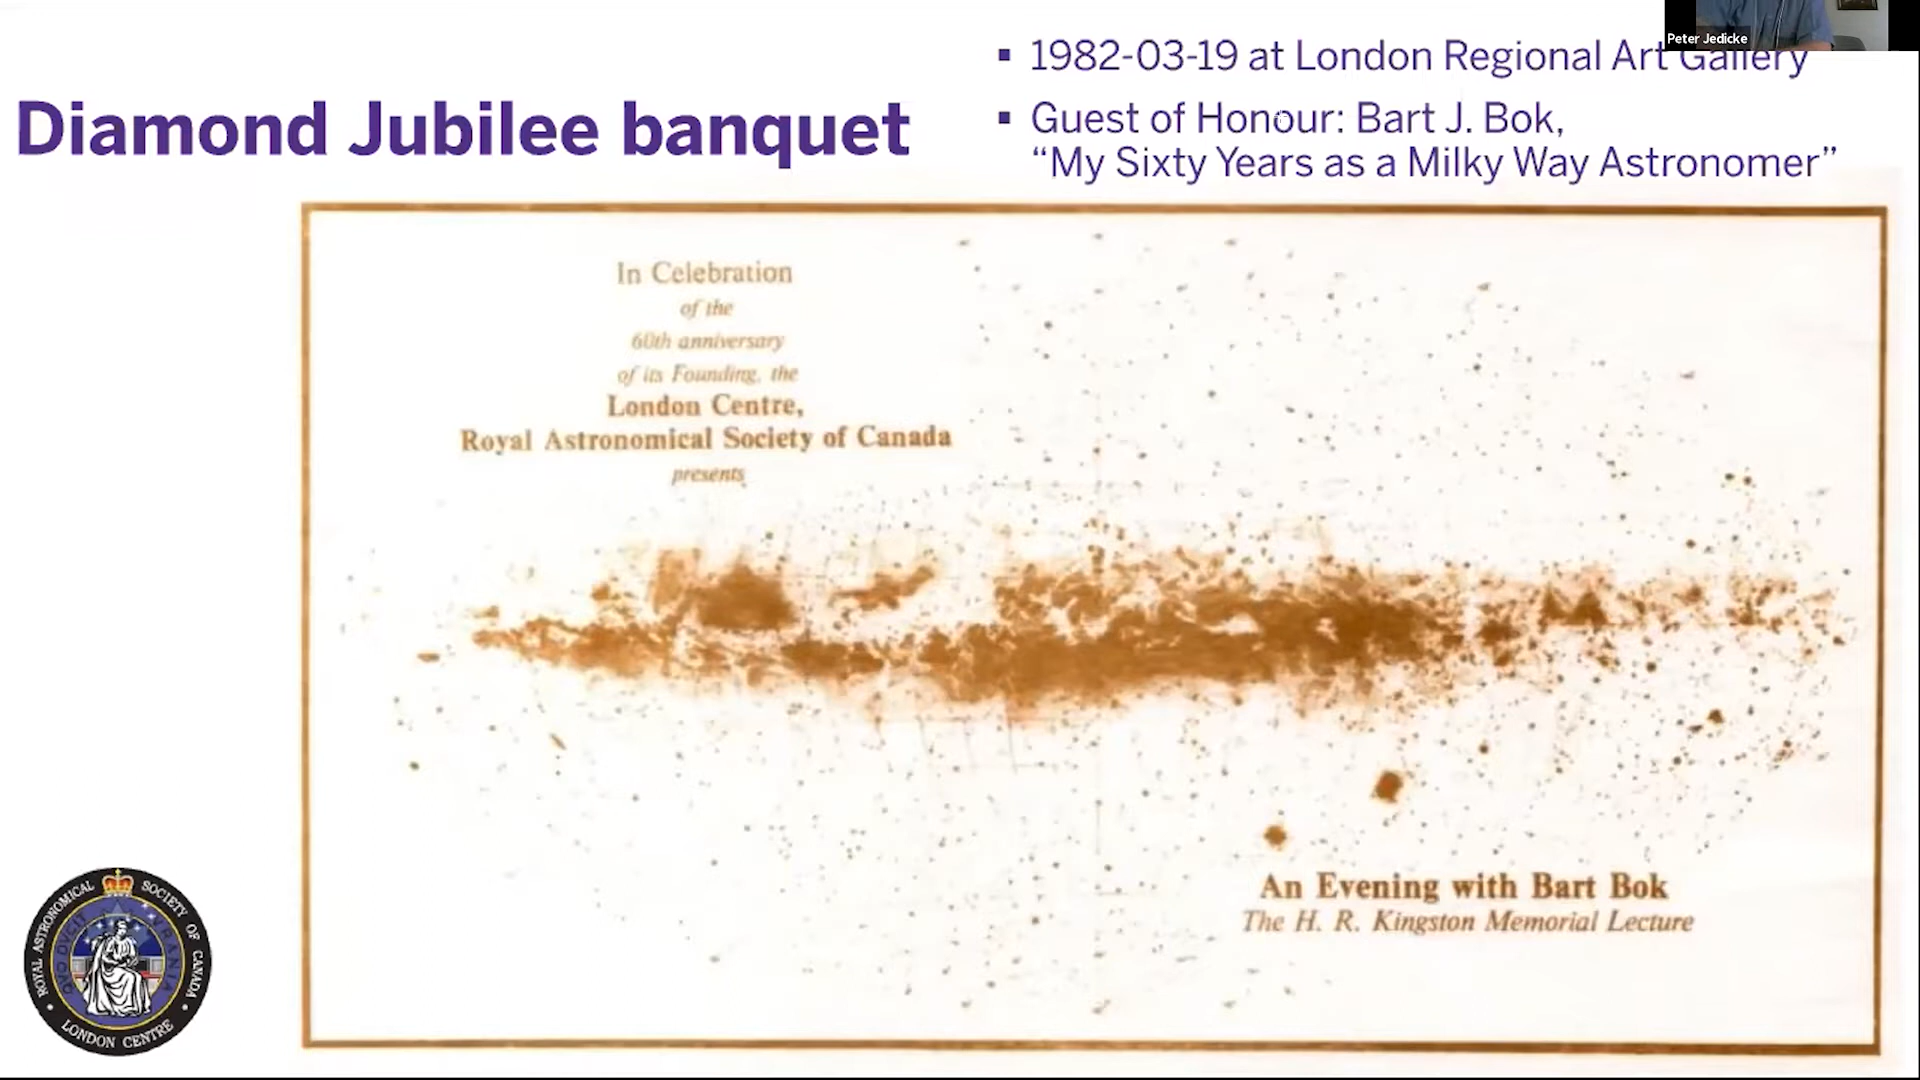 Peter Jedicke
Diamond Jubilee banquet
▪ 1982-03-19 at London Regional Art Gallery
▪ Guest of Honour: Bart J. Bok,
“My Sixty Years as a Milky Way Astronomer”
In Celebration
of the
60th anniversary
of its Founding, the
London Centre,
Royal Astronomical Society of Canada
presents
An Evening with Bart Bok
The H. R. Kingston Memorial Lecture
ROYAL ASTRONOMICAL SOCIETY OF CANADA
QVO DVCIT VRANIA
LONDON CENTRE